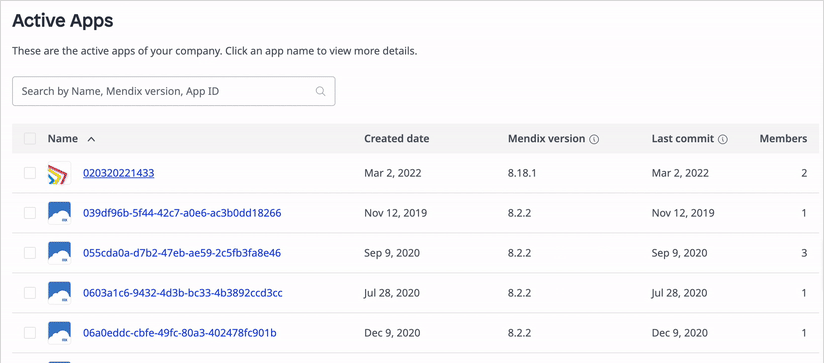 Active Apps
These are the active apps of your company. Click an app name to view more details.
Search by Name, Mendix version, App ID
Name Created date Mendix version Last commit Members
020320221433 Mar 2, 2022 8.18.1 Mar 2, 2022 2
039df96b-5f44-42c7-a0e6-ac3b0dd18266 Nov 12, 2019 8.2.2 Nov 12, 2019 1
055cda0a-d7b2-47eb-ae59-2c5fb3fa8e46 Sep 9, 2020 8.2.2 Sep 9, 2020 3
0603a1c6-9432-4d3b-bc33-4b3892ccd3cc Jul 28, 2020 8.2.2 Jul 28, 2020 1
06a0eddc-cbfe-49fc-80a3-402478fc901b Dec 9, 2020 8.2.2 Dec 9, 2020 1